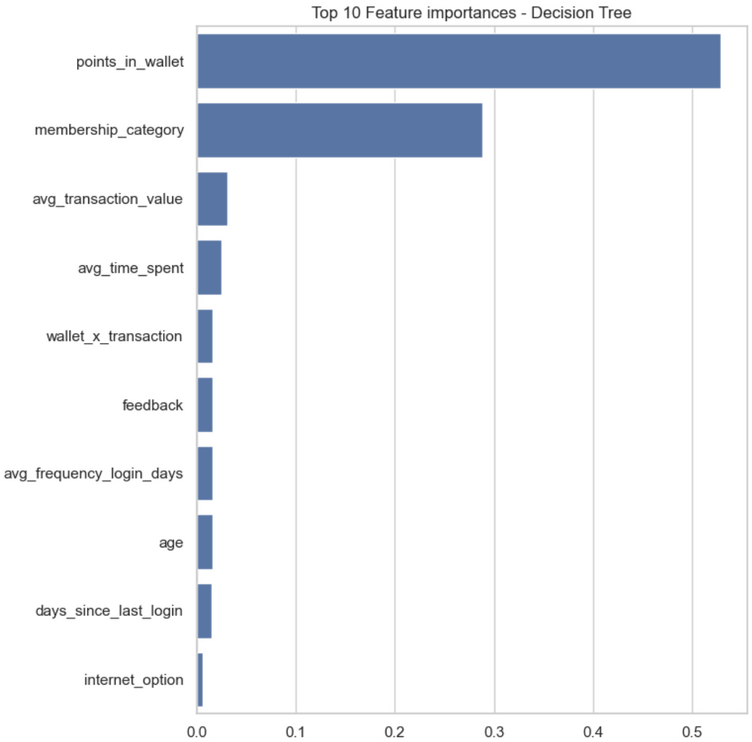 Top 10 Feature importances - Decision Tree
points_in_wallet
membership_category
avg_transaction_value
avg_time_spent
wallet_x_transaction
feedback
avg_frequency_login_days
age
days_since_last_login
internet_option
0.0 0.1 0.2 0.3 0.4 0.5